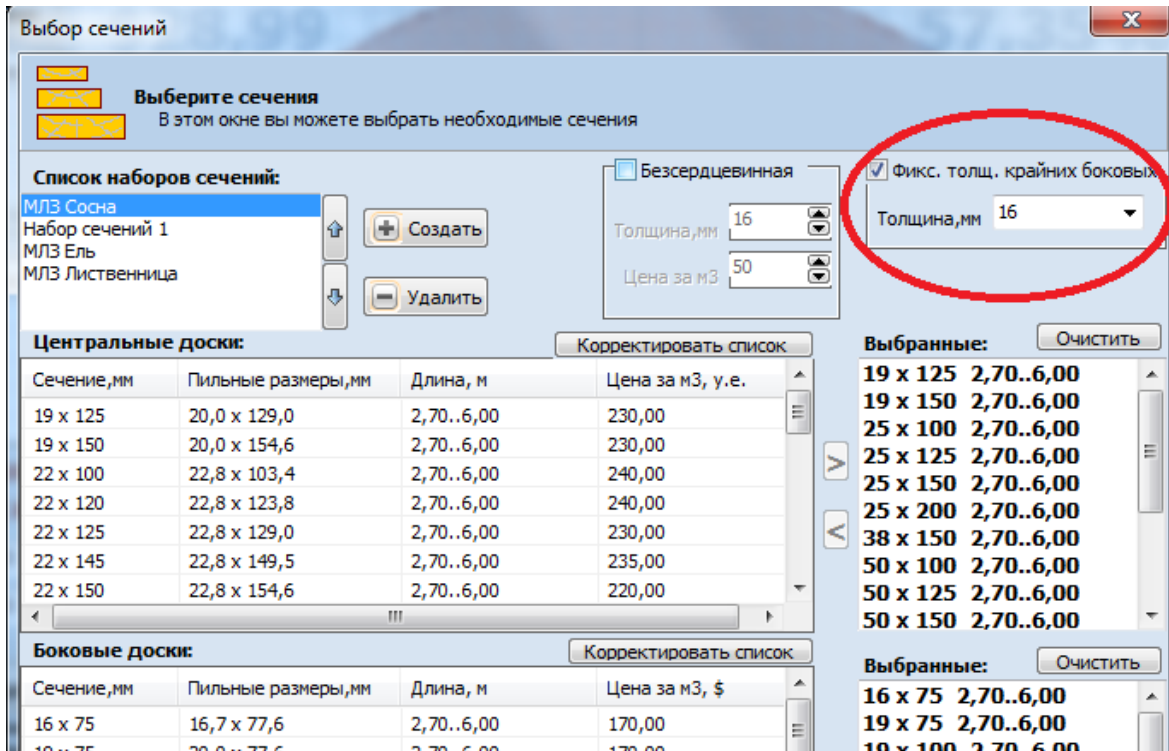 Выбор сечений
Выберите сечения
В этом окне вы можете выбрать необходимые сечения
Список наборов сечений:
МЛЗ Сосна
Набор сечений 1
МЛЗ Ель
МЛЗ Лиственница
Создать
Удалить
Безсердцевинная
Толщина,мм 16
Цена за м3 50
Фикс. толщ. крайних боковых
Толщина,мм 16
Центральные доски:
Корректировать список
Сечение,мм Пильные размеры,мм Длина, м Цена за м3, у.е.
19 x 125 20,0 x 129,0 2,70..6,00 230,00
19 x 150 20,0 x 154,6 2,70..6,00 230,00
22 x 100 22,8 x 103,4 2,70..6,00 240,00
22 x 120 22,8 x 123,8 2,70..6,00 240,00
22 x 125 22,8 x 129,0 2,70..6,00 230,00
22 x 145 22,8 x 149,5 2,70..6,00 235,00
22 x 150 22,8 x 154,6 2,70..6,00 220,00
Выбранные:
Очистить
19 x 125 2,70..6,00
19 x 150 2,70..6,00
25 x 100 2,70..6,00
25 x 125 2,70..6,00
25 x 150 2,70..6,00
25 x 200 2,70..6,00
38 x 150 2,70..6,00
50 x 100 2,70..6,00
50 x 125 2,70..6,00
50 x 150 2,70..6,00
Боковые доски:
Корректировать список
Сечение,мм Пильные размеры,мм Длина, м Цена за м3, $
16 x 75 16,7 x 77,6 2,70..6,00 170,00
Выбранные:
Очистить
16 x 75 2,70..6,00
19 x 75 2,70..6,00
19 x 100 2,70..6,00